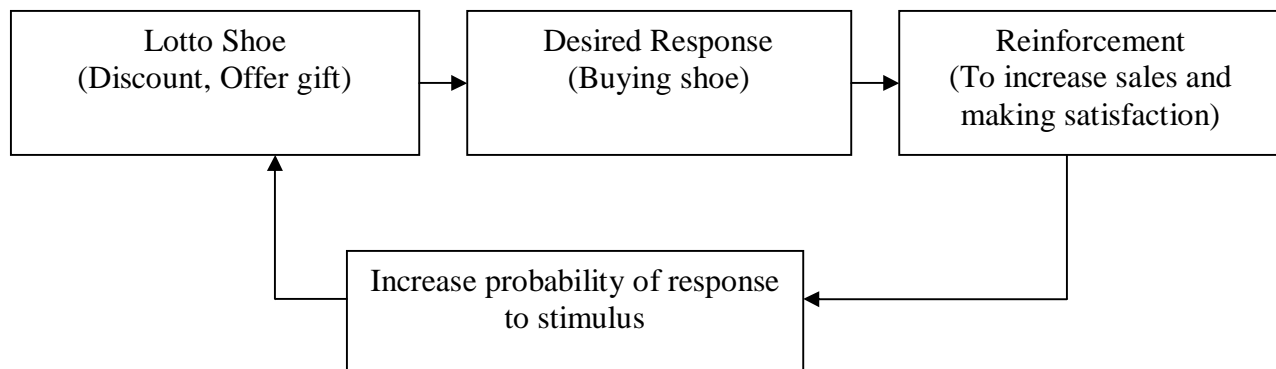 Lotto Shoe
(Discount, Offer gift)
Desired Response
(Buying shoe)
Reinforcement
(To increase sales and
making satisfaction)
Increase probability of response
to stimulus